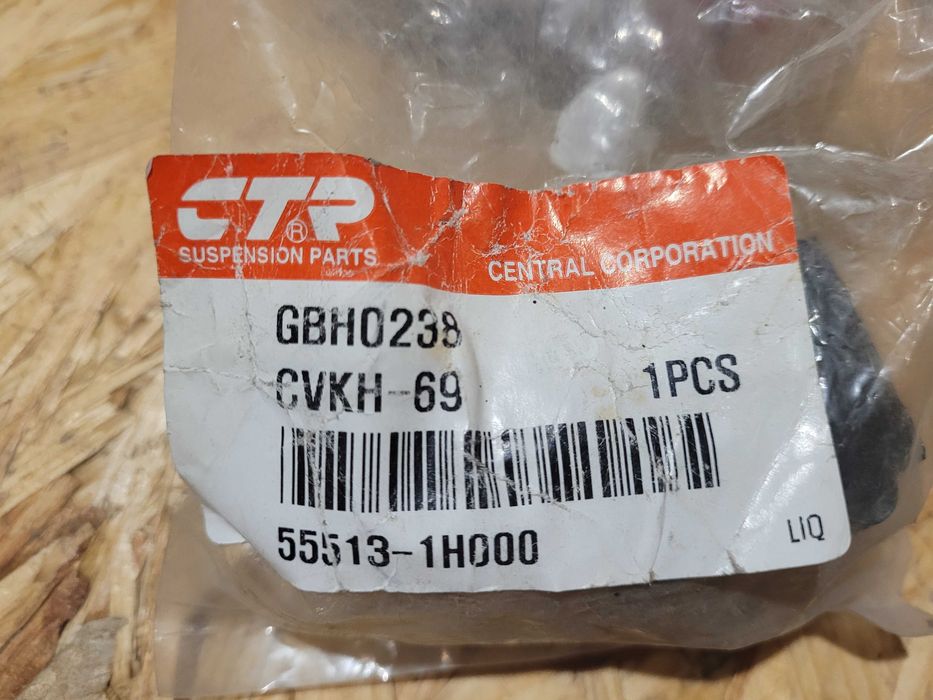 CTR
®
SUSPENSION PARTS
CENTRAL CORPORATION
GBH0238
CVKH-69
1PCS
55513-1H000
LIQ